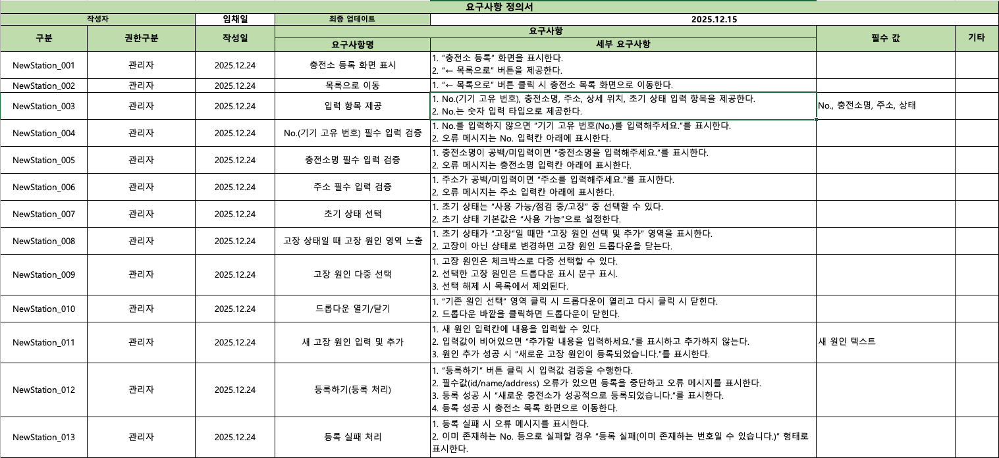 요구사항 정의서
작성자 임채일 최종 업데이트 2025.12.15
구분 권한구분 작성일 요구사항 필수 값 기타
요구사항명 세부 요구사항
NewStation_001 관리자 2025.12.24 충전소 등록 화면 표시
1. “충전소 등록” 화면을 표시한다.
2. “← 목록으로” 버튼을 제공한다.
NewStation_002 관리자 2025.12.24 목록으로 이동
1. “← 목록으로” 버튼 클릭 시 충전소 목록 화면으로 이동한다.
NewStation_003 관리자 2025.12.24 입력 항목 제공
1. No.(기기 고유 번호), 충전소명, 주소, 상세 위치, 초기 상태 입력 항목을 제공한다.
2. No.는 숫자 입력 타입으로 제공한다.
No., 충전소명, 주소, 상태
NewStation_004 관리자 2025.12.24 No.(기기 고유 번호) 필수 입력 검증
1. No.를 입력하지 않으면 “기기 고유 번호(No.)를 입력해주세요.”를 표시한다.
2. 오류 메시지는 No. 입력칸 아래에 표시한다.
NewStation_005 관리자 2025.12.24 충전소명 필수 입력 검증
1. 충전소명이 공백/미입력이면 “충전소명을 입력해주세요.”를 표시한다.
2. 오류 메시지는 충전소명 입력칸 아래에 표시한다.
NewStation_006 관리자 2025.12.24 주소 필수 입력 검증
1. 주소가 공백/미입력이면 “주소를 입력해주세요.”를 표시한다.
2. 오류 메시지는 주소 입력칸 아래에 표시한다.
NewStation_007 관리자 2025.12.24 초기 상태 선택
1. 초기 상태는 “사용 가능/점검 중/고장” 중 선택할 수 있다.
2. 초기 상태 기본값은 “사용 가능”으로 설정한다.
NewStation_008 관리자 2025.12.24 고장 상태일 때 고장 원인 영역 노출
1. 초기 상태가 “고장”일 때만 “고장 원인 선택 및 추가” 영역을 표시한다.
2. 고장이 아닌 상태로 변경하면 고장 원인 드롭다운을 닫는다.
NewStation_009 관리자 2025.12.24 고장 원인 다중 선택
1. 고장 원인은 체크박스로 다중 선택할 수 있다.
2. 선택한 고장 원인은 드롭다운 표시 문구 표시.
3. 선택 해제 시 목록에서 제외된다.
NewStation_010 관리자 2025.12.24 드롭다운 열기/닫기
1. “기존 원인 선택” 영역 클릭 시 드롭다운이 열리고 다시 클릭 시 닫힌다.
2. 드롭다운 바깥을 클릭하면 드롭다운이 닫힌다.
NewStation_011 관리자 2025.12.24 새 고장 원인 입력 및 추가
1. 새 원인 입력칸에 내용을 입력할 수 있다.
2. 입력값이 비어있으면 “추가할 내용을 입력하세요.”를 표시하고 추가하지 않는다.
3. 원인 추가 성공 시 “새로운 고장 원인이 등록되었습니다.”를 표시한다.
새 원인 텍스트
NewStation_012 관리자 2025.12.24 등록하기(등록 처리)
1. “등록하기” 버튼 클릭 시 입력값 검증을 수행한다.
2. 필수값(id/name/address) 오류가 있으면 등록을 중단하고 오류 메시지를 표시한다.
3. 등록 성공 시 “새로운 충전소가 성공적으로 등록되었습니다.”를 표시한다.
4. 등록 성공 시 충전소 목록 화면으로 이동한다.
NewStation_013 관리자 2025.12.24 등록 실패 처리
1. 등록 실패 시 오류 메시지를 표시한다.
2. 이미 존재하는 No. 등으로 실패할 경우 “등록 실패(이미 존재하는 번호일 수 있습니다.)” 형태로
표시한다.